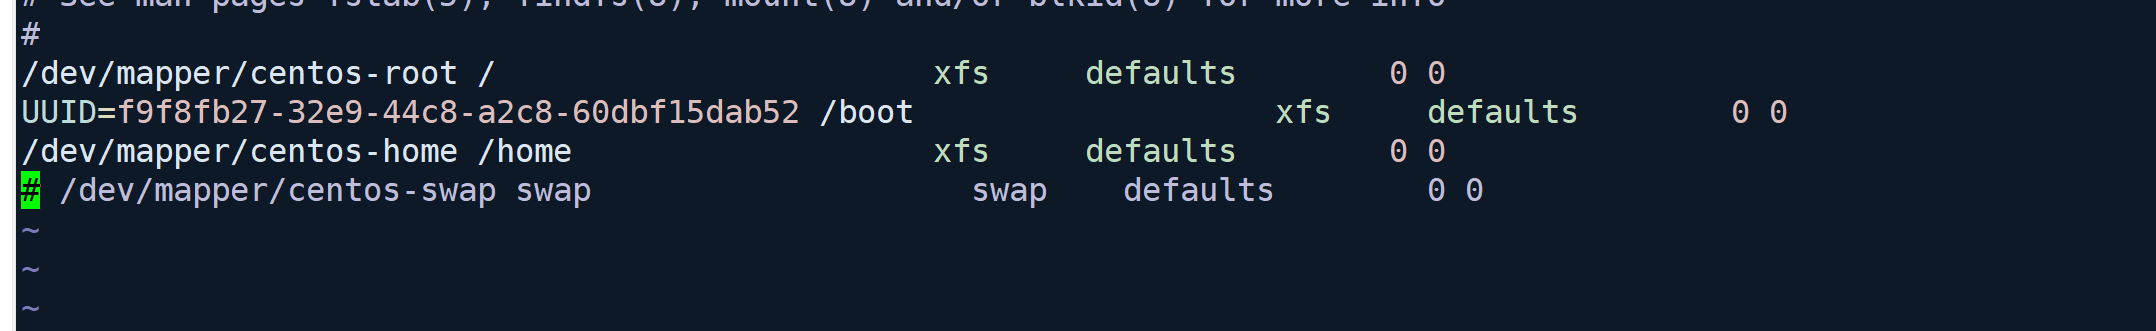 # See man pages fstab(5), findfs(8), mount(8) and/or blkid(8) for more info
#
/dev/mapper/centos-root /                       xfs     defaults        0 0
UUID=f9f8fb27-32e9-44c8-a2c8-60dbf15dab52 /boot                   xfs     defaults        0 0
/dev/mapper/centos-home /home                   xfs     defaults        0 0
# /dev/mapper/centos-swap swap                    swap    defaults        0 0
~
~
~